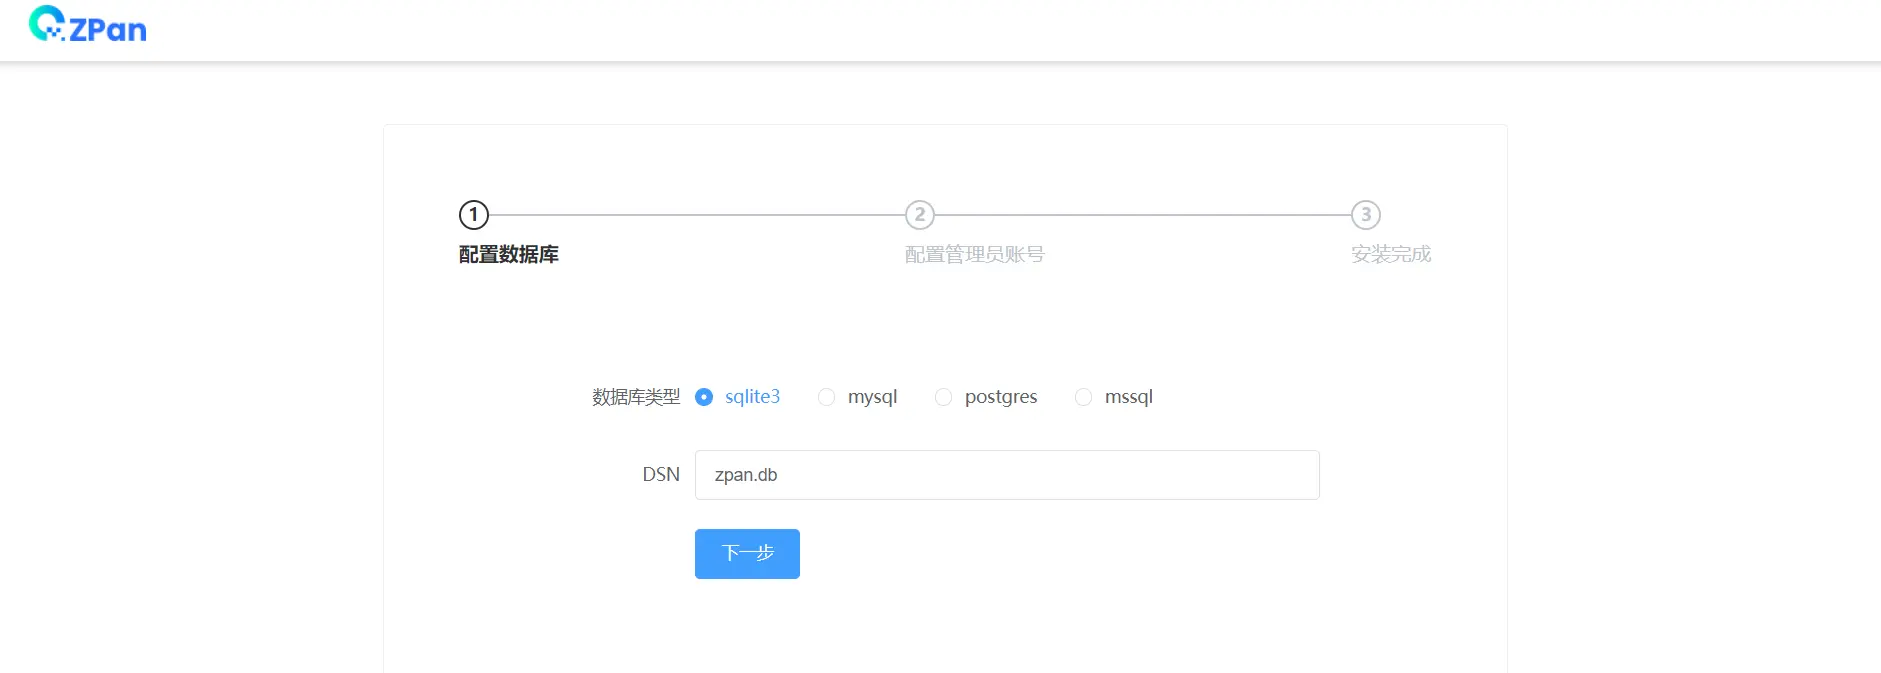 ZPan
1 2 3
配置数据库 配置管理员账号 安装完成
数据库类型 sqlite3 mysql postgres mssql
DSN zpan.db
下一步